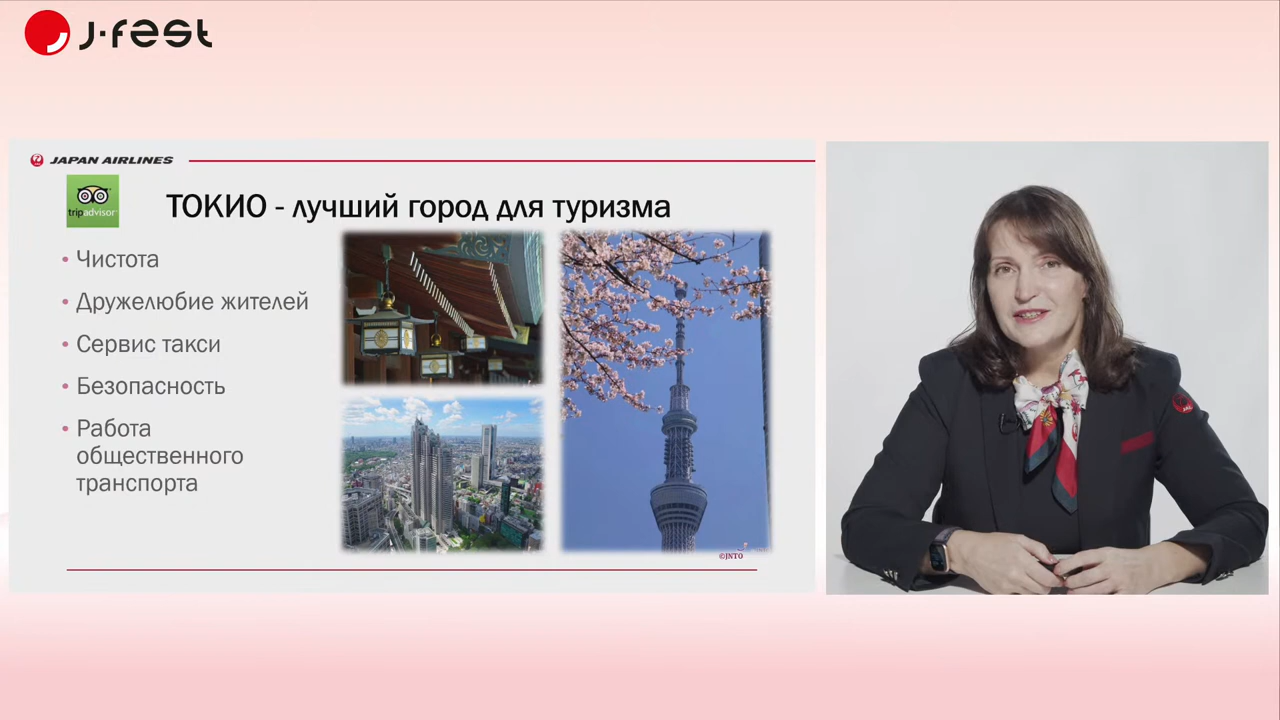 J·fest
JAPAN AIRLINES
tripadvisor
ТОКИО - лучший город для туризма
• Чистота
• Дружелюбие жителей
• Сервис такси
• Безопасность
• Работа
общественного
транспорта
©JNTO